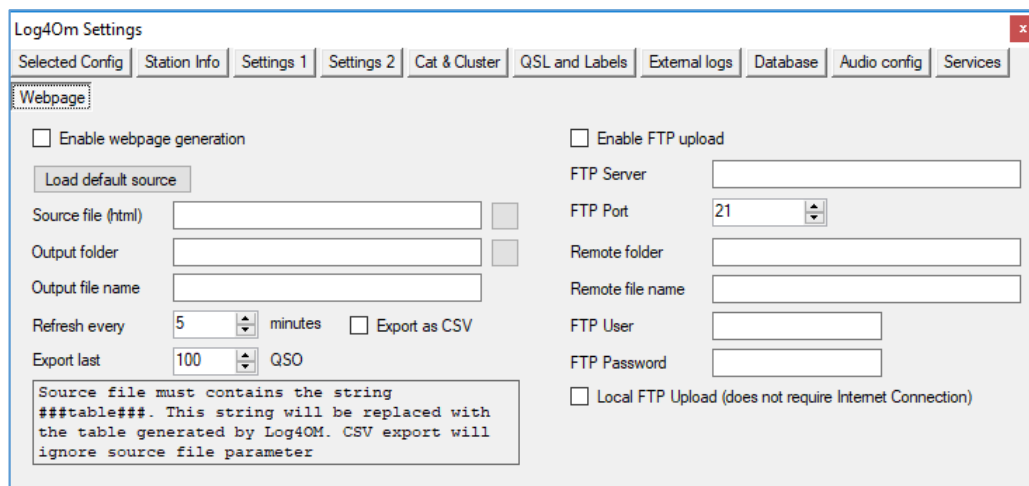 Log4Om Settings
x
Selected Config Station Info Settings 1 Settings 2 Cat & Cluster QSL and Labels External logs Database Audio config Services
Webpage
Enable webpage generation
Load default source
Source file (html)
Output folder
Output file name
Refresh every 5 minutes Export as CSV
Export last 100 QSO
Source file must contains the string
###table###. This string will be replaced with
the table generated by Log4OM. CSV export will
ignore source file parameter
Enable FTP upload
FTP Server
FTP Port 21
Remote folder
Remote file name
FTP User
FTP Password
Local FTP Upload (does not require Internet Connection)